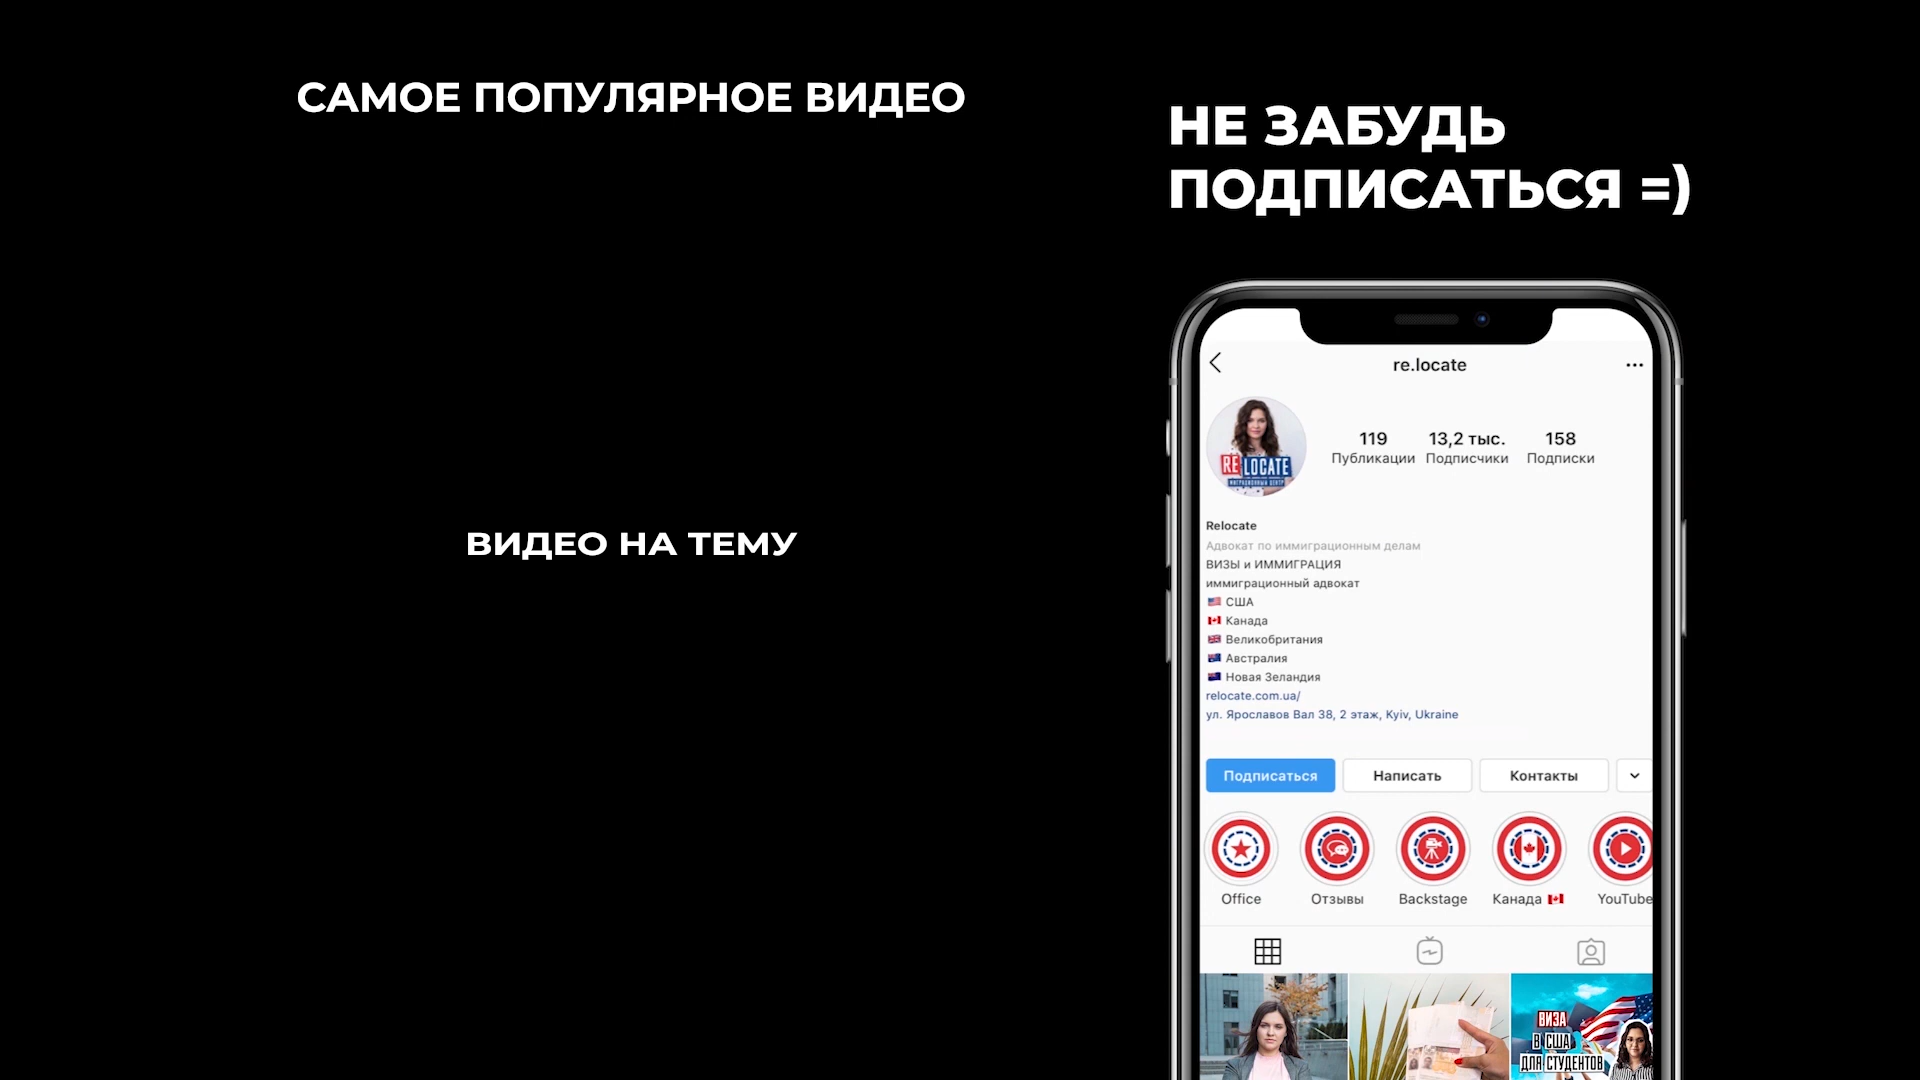 САМОЕ ПОПУЛЯРНОЕ ВИДЕО
НЕ ЗАБУДЬ
ПОДПИСАТЬСЯ =)
ВИДЕО НА ТЕМУ
re.locate
RELOCATE
МИГРАЦИОННЫЙ ЦЕНТР
119 13,2 тыс. 158
Публикации Подписчики Подписки
Relocate
Адвокат по иммиграционным делам
ВИЗЫ и ИММИГРАЦИЯ
иммиграционный адвокат
🇺🇸 США
🇨🇦 Канада
🇬🇧 Великобритания
🇦🇺 Австралия
🇳🇿 Новая Зеландия
relocate.com.ua/
ул. Ярославов Вал 38, 2 этаж, Kyiv, Ukraine
Подписаться Написать Контакты
Office Отзывы Backstage Канада 🇨🇦 YouTube
ВИЗА
В США
ДЛЯ СТУДЕНТОВ